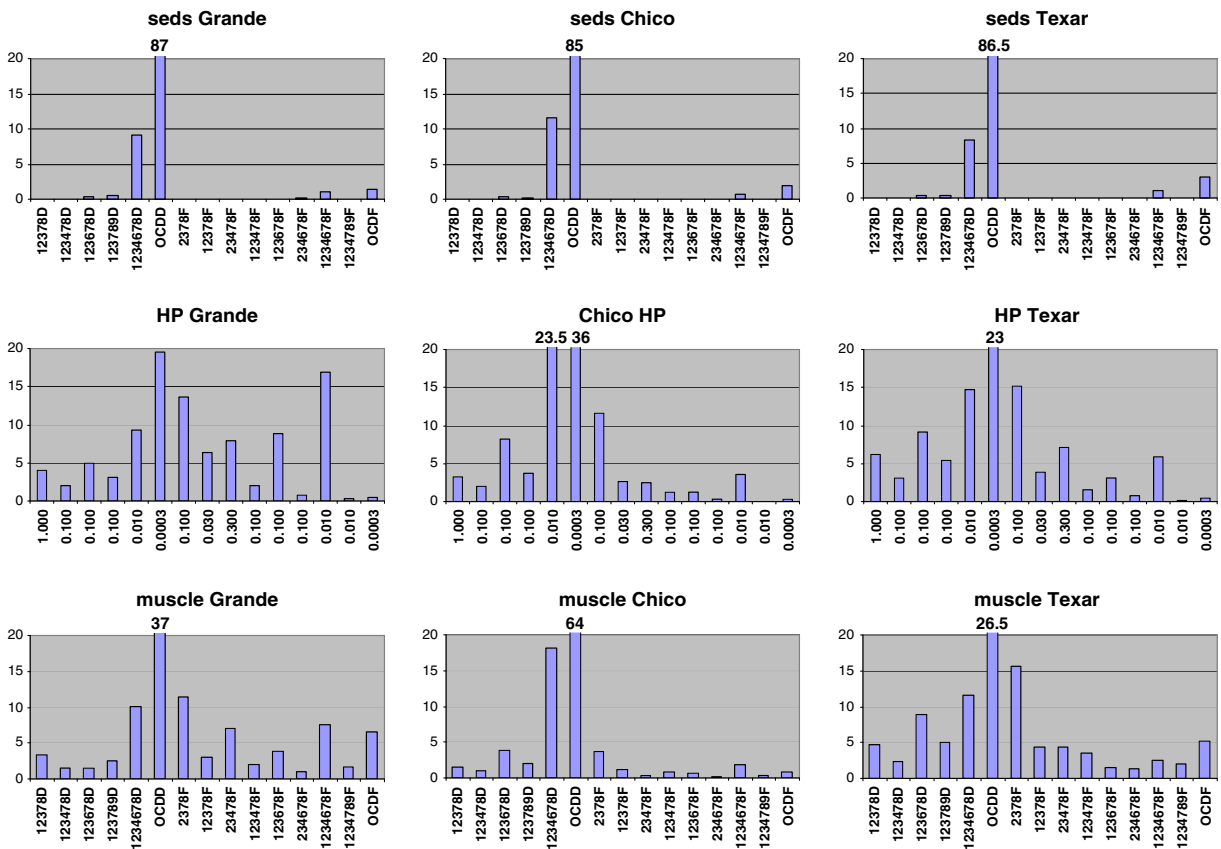 seds Grande
87
20
15
10
5
0
12378D
123478D
123678D
123789D
1234678D
OCDD
2378F
12378F
23478F
123478F
123678F
234678F
1234678F
1234789F
OCDF
seds Chico
85
20
15
10
5
0
12378D
123478D
123678D
123789D
1234678D
OCDD
2378F
12378F
23478F
123478F
123678F
234678F
1234678F
1234789F
OCDF
seds Texar
86.5
20
15
10
5
0
12378D
123478D
123678D
123789D
1234678D
OCDD
2378F
12378F
23478F
123478F
123678F
234678F
1234678F
1234789F
OCDF
HP Grande
20
15
10
5
0
1.000
0.100
0.100
0.100
0.010
0.0003
0.100
0.030
0.300
0.100
0.100
0.100
0.010
0.010
0.0003
Chico HP
23.5 36
20
15
10
5
0
1.000
0.100
0.100
0.100
0.010
0.0003
0.100
0.030
0.300
0.100
0.100
0.100
0.010
0.010
0.0003
HP Texar
23
20
15
10
5
0
1.000
0.100
0.100
0.100
0.010
0.0003
0.100
0.030
0.300
0.100
0.100
0.100
0.010
0.010
0.0003
muscle Grande
37
20
15
10
5
0
12378D
123478D
123678D
123789D
1234678D
OCDD
2378F
12378F
23478F
123478F
123678F
234678F
1234678F
1234789F
OCDF
muscle Chico
64
20
15
10
5
0
12378D
123478D
123678D
123789D
1234678D
OCDD
2378F
12378F
23478F
123478F
123678F
234678F
1234678F
1234789F
OCDF
muscle Texar
26.5
20
15
10
5
0
12378D
123478D
123678D
123789D
1234678D
OCDD
2378F
12378F
23478F
123478F
123678F
234678F
1234678F
1234789F
OCDF